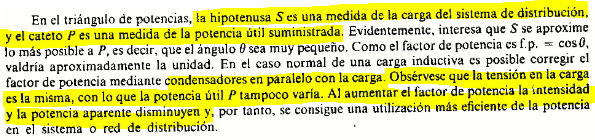 En el triángulo de potencias, la hipotenusa S es una medida de la carga del sistema de distribución,
y el cateto P es una medida de la potencia útil suministrada. Evidentemente, interesa que S se aproxime
lo más posible a P, es decir, que el ángulo θ sea muy pequeño. Como el factor de potencia es f.p. = cos θ,
valdría aproximadamente la unidad. En el caso normal de una carga inductiva es posible corregir el
factor de potencia mediante condensadores en paralelo con la carga. Obsérvese que la tensión en la carga
es la misma, con lo que la potencia útil P tampoco varía. Al aumentar el factor de potencia la intensidad
y la potencia aparente disminuyen y, por tanto, se consigue una utilización más eficiente de la potencia
en el sistema o red de distribución.